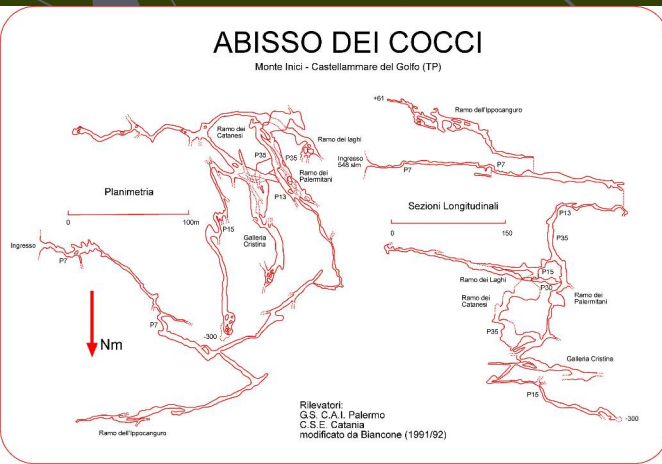 ABISSO DEI COCCI
Monte Inici - Castellammare del Golfo (TP)
Ramo dei
Catanesi
Ramo dei laghi
P35
P35
Ramo dei
Palermitani
P13
Planimetria
0
100m
P15
Galleria
Cristina
Ingresso
P7
P7
Nm
-300
Ramo dell'Ippocanguro
+61
Ramo dell'Ippocanguro
Ingresso
548 slm
P7
P7
Sezioni Longitudinali
0
150
P13
P35
P15
Ramo dei Laghi
P30
Ramo dei
Catanesi
Ramo dei
Palermitani
P35
Galleria Cristina
P15
-300
Rilevatori:
G.S. C.A.I. Palermo
C.S.E. Catania
modificato da Biancone (1991/92)